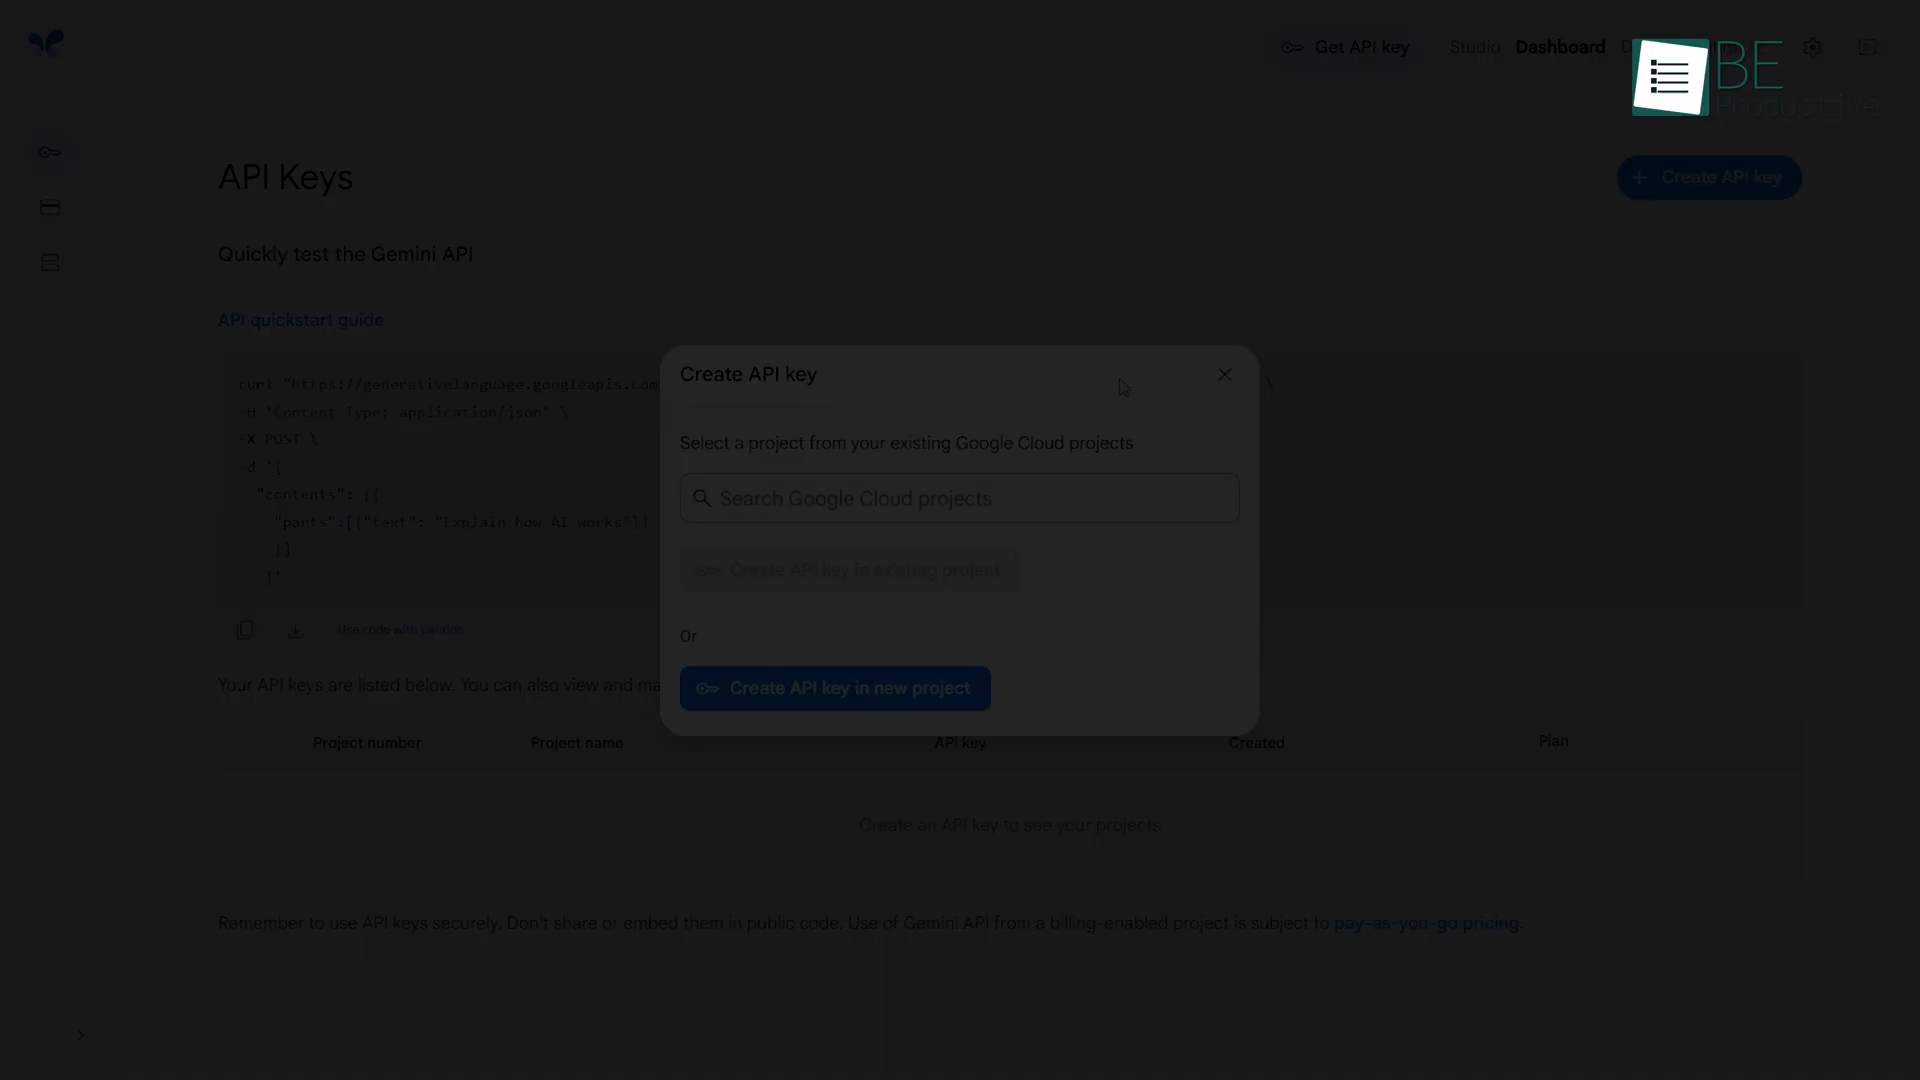 Get API key
Studio
Dashboard
BE
Productive
API Keys
Create API key
Quickly test the Gemini API
API quickstart guide
curl "https://generativelanguage.googleapis.com
\
-H 'Content-Type: application/json' \
-X POST \
-d '{
"contents": [{
"parts":[{"text": "Explain how AI works"}]
}]
}'
Use code with caution.
Create API key
Select a project from your existing Google Cloud projects
Search Google Cloud projects
Create API key in existing project
Or
Create API key in new project
Your API keys are listed below. You can also view and ma
Project number
Project name
API key
Created
Plan
Create an API key to see your projects
Remember to use API keys securely. Don't share or embed them in public code. Use of Gemini API from a billing-enabled project is subject to pay-as-you-go pricing.